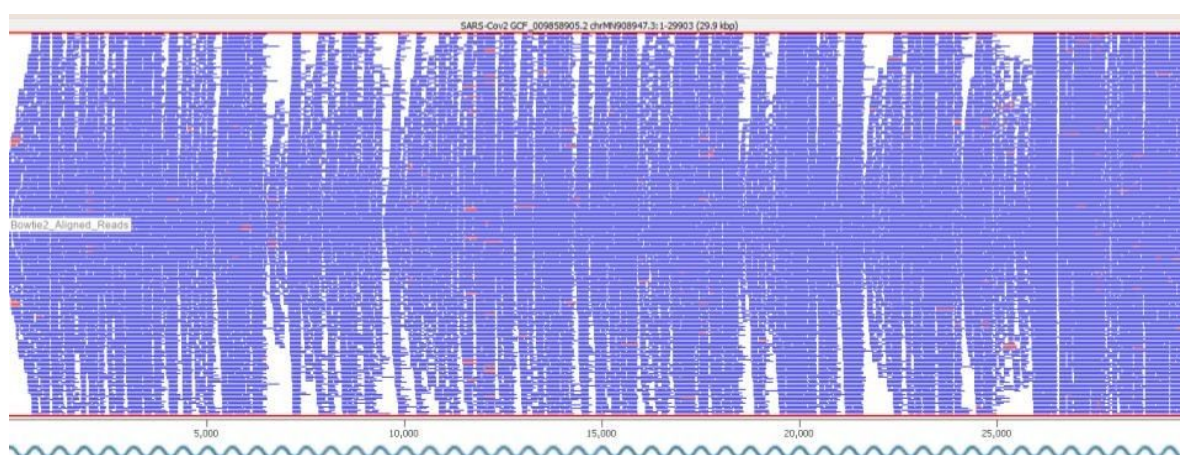 SARS-Cov2 GCF_009858905.2 chrMN908947.3:1-29903 (29.9 kbp)
Bowtie2_Aligned_Reads
5,000 10,000 15,000 20,000 25,000